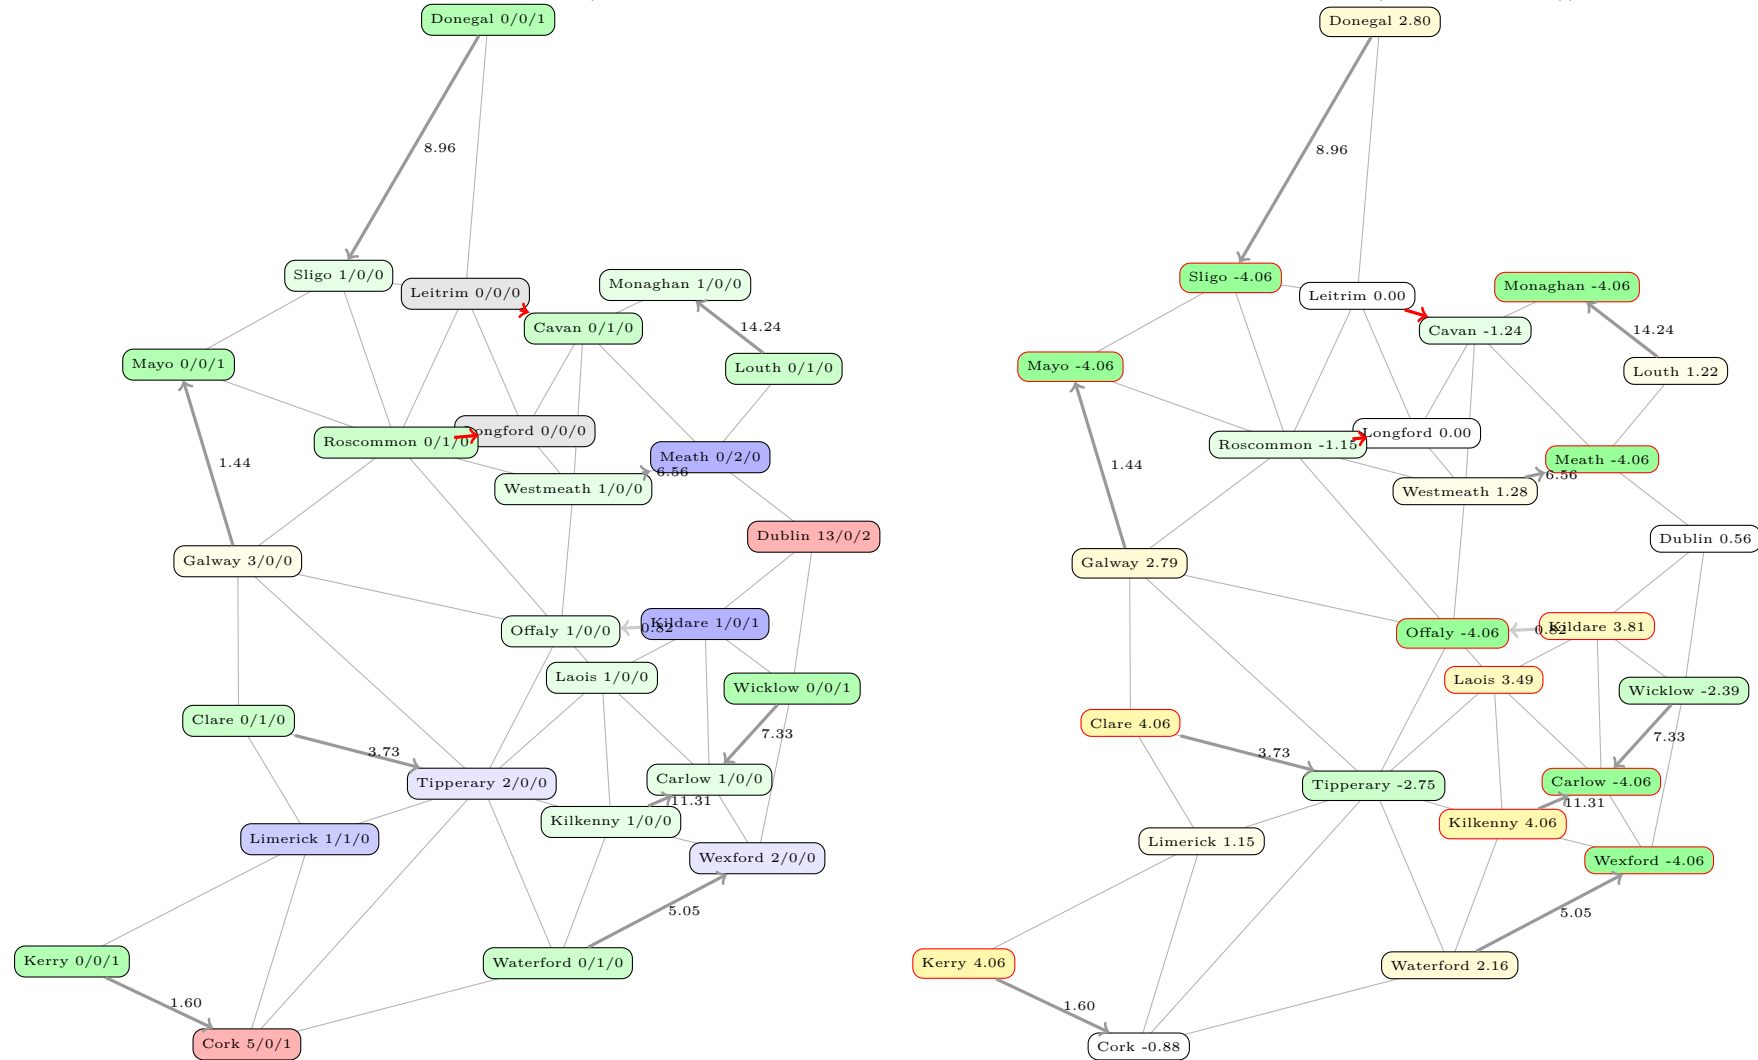 Donegal 0/0/1
8.96
Sligo 1/0/0
Leitrim 0/0/0
Monaghan 1/0/0
Cavan 0/1/0
14.24
Mayo 0/0/1
Louth 0/1/0
Roscommon 0/1/0
Longford 0/0/0
Meath 0/2/0
1.44
6.56
Westmeath 1/0/0
Dublin 13/0/2
Galway 3/0/0
Offaly 1/0/0
0.82
Kildare 1/0/1
Laois 1/0/0
Wicklow 0/0/1
Clare 0/1/0
7.33
3.73
Tipperary 2/0/0
Carlow 1/0/0
11.31
Kilkenny 1/0/0
Limerick 1/1/0
Wexford 2/0/0
5.05
Kerry 0/0/1
Waterford 0/1/0
1.60
Cork 5/0/1
Donegal 2.80
8.96
Sligo -4.06
Leitrim 0.00
Monaghan -4.06
Cavan -1.24
14.24
Mayo -4.06
Louth 1.22
Roscommon -1.15
Longford 0.00
Meath -4.06
1.44
6.56
Westmeath 1.28
Dublin 0.56
Galway 2.79
Offaly -4.06
0.82
Kildare 3.81
Laois 3.49
Wicklow -2.39
Clare 4.06
7.33
3.73
Tipperary -2.75
Carlow -4.06
11.31
Kilkenny 4.06
Limerick 1.15
Wexford -4.06
5.05
Kerry 4.06
Waterford 2.16
1.60
Cork -0.88